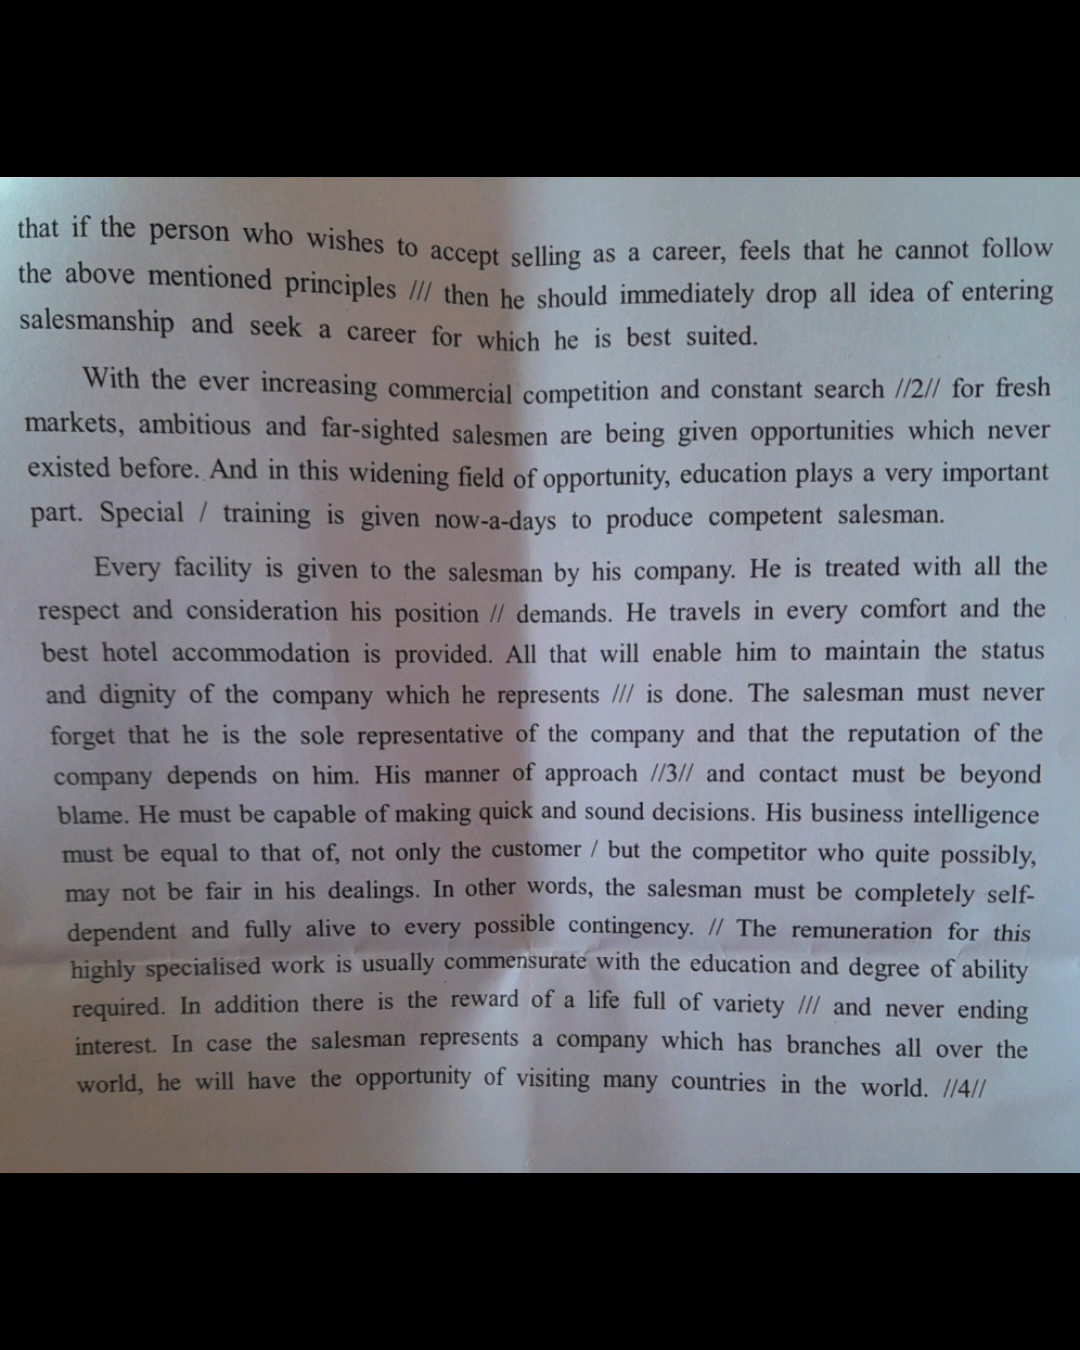 that if the person who wishes to accept selling as a career, feels that he cannot follow
the above mentioned principles /// then he should immediately drop all idea of entering
salesmanship and seek a career for which he is best suited.
With the ever increasing commercial competition and constant search //2// for fresh
markets, ambitious and far-sighted salesmen are being given opportunities which never
existed before. And in this widening field of opportunity, education plays a very important
part. Special / training is given now-a-days to produce competent salesman.
Every facility is given to the salesman by his company. He is treated with all the
respect and consideration his position // demands. He travels in every comfort and the
best hotel accommodation is provided. All that will enable him to maintain the status
and dignity of the company which he represents /// is done. The salesman must never
forget that he is the sole representative of the company and that the reputation of the
company depends on him. His manner of approach //3// and contact must be beyond
blame. He must be capable of making quick and sound decisions. His business intelligence
must be equal to that of, not only the customer / but the competitor who quite possibly,
may not be fair in his dealings. In other words, the salesman must be completely self-
dependent and fully alive to every possible contingency. // The remuneration for this
highly specialised work is usually commensurate with the education and degree of ability
required. In addition there is the reward of a life full of variety /// and never ending
interest. In case the salesman represents a company which has branches all over the
world, he will have the opportunity of visiting many countries in the world. //4//